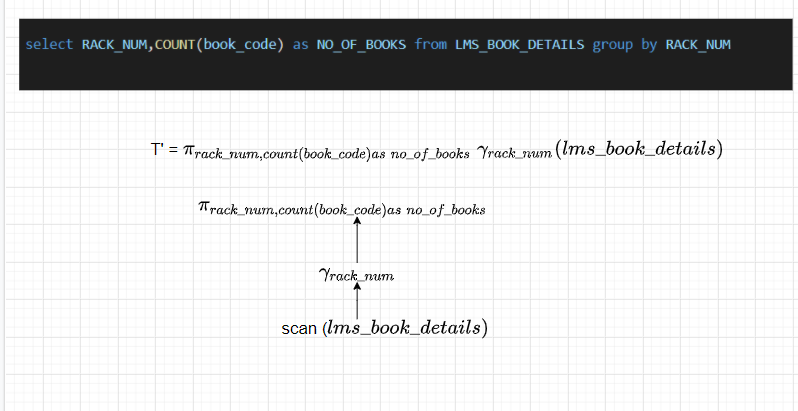 select RACK_NUM,COUNT(book_code) as NO_OF_BOOKS from LMS_BOOK_DETAILS group by RACK_NUM
T' = π_rack_num,count(book_code)as no_of_books γ_rack_num(lms_book_details)
π_rack_num,count(book_code)as no_of_books
γ_rack_num
scan (lms_book_details)